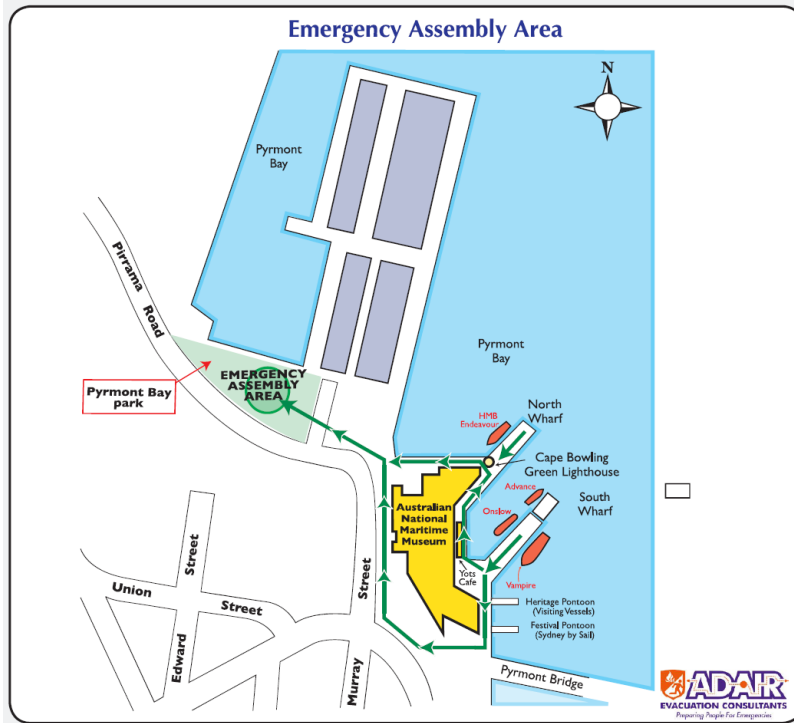 Emergency Assembly Area
N
Pyrmont
Bay
Pirrama
Road
Pyrmont
Bay
EMERGENCY
ASSEMBLY
AREA
Pyrmont Bay
park
HMB
Endeavour
North
Wharf
Cape Bowling
Green Lighthouse
Advance
South
Wharf
Onslow
Australian
National
Maritime
Museum
Yots
Cafe
Vampire
Street
Street
Union
Street
Edward
Murray
Heritage Pontoon
(Visiting Vessels)
Festival Pontoon
(Sydney by Sail)
Pyrmont Bridge
ADAIR
EVACUATION CONSULTANTS
Preparing People For Emergencies